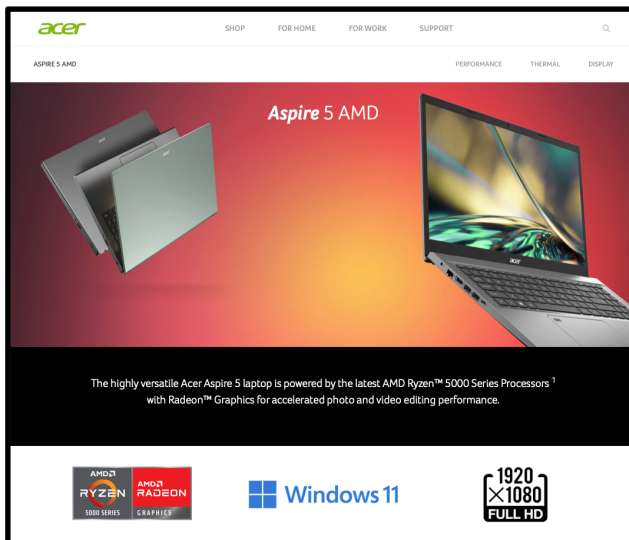 acer
SHOP FOR HOME FOR WORK SUPPORT
ASPIRE 5 AMD
PERFORMANCE THERMAL DISPLAY
Aspire 5 AMD
acer
acer
acer
The highly versatile Acer Aspire 5 laptop is powered by the latest AMD Ryzen™ 5000 Series Processors 1
with Radeon™ Graphics for accelerated photo and video editing performance.
AMD
RYZEN
5000 SERIES
AMD
RADEON
GRAPHICS
Windows 11
1920
×1080
FULL HD